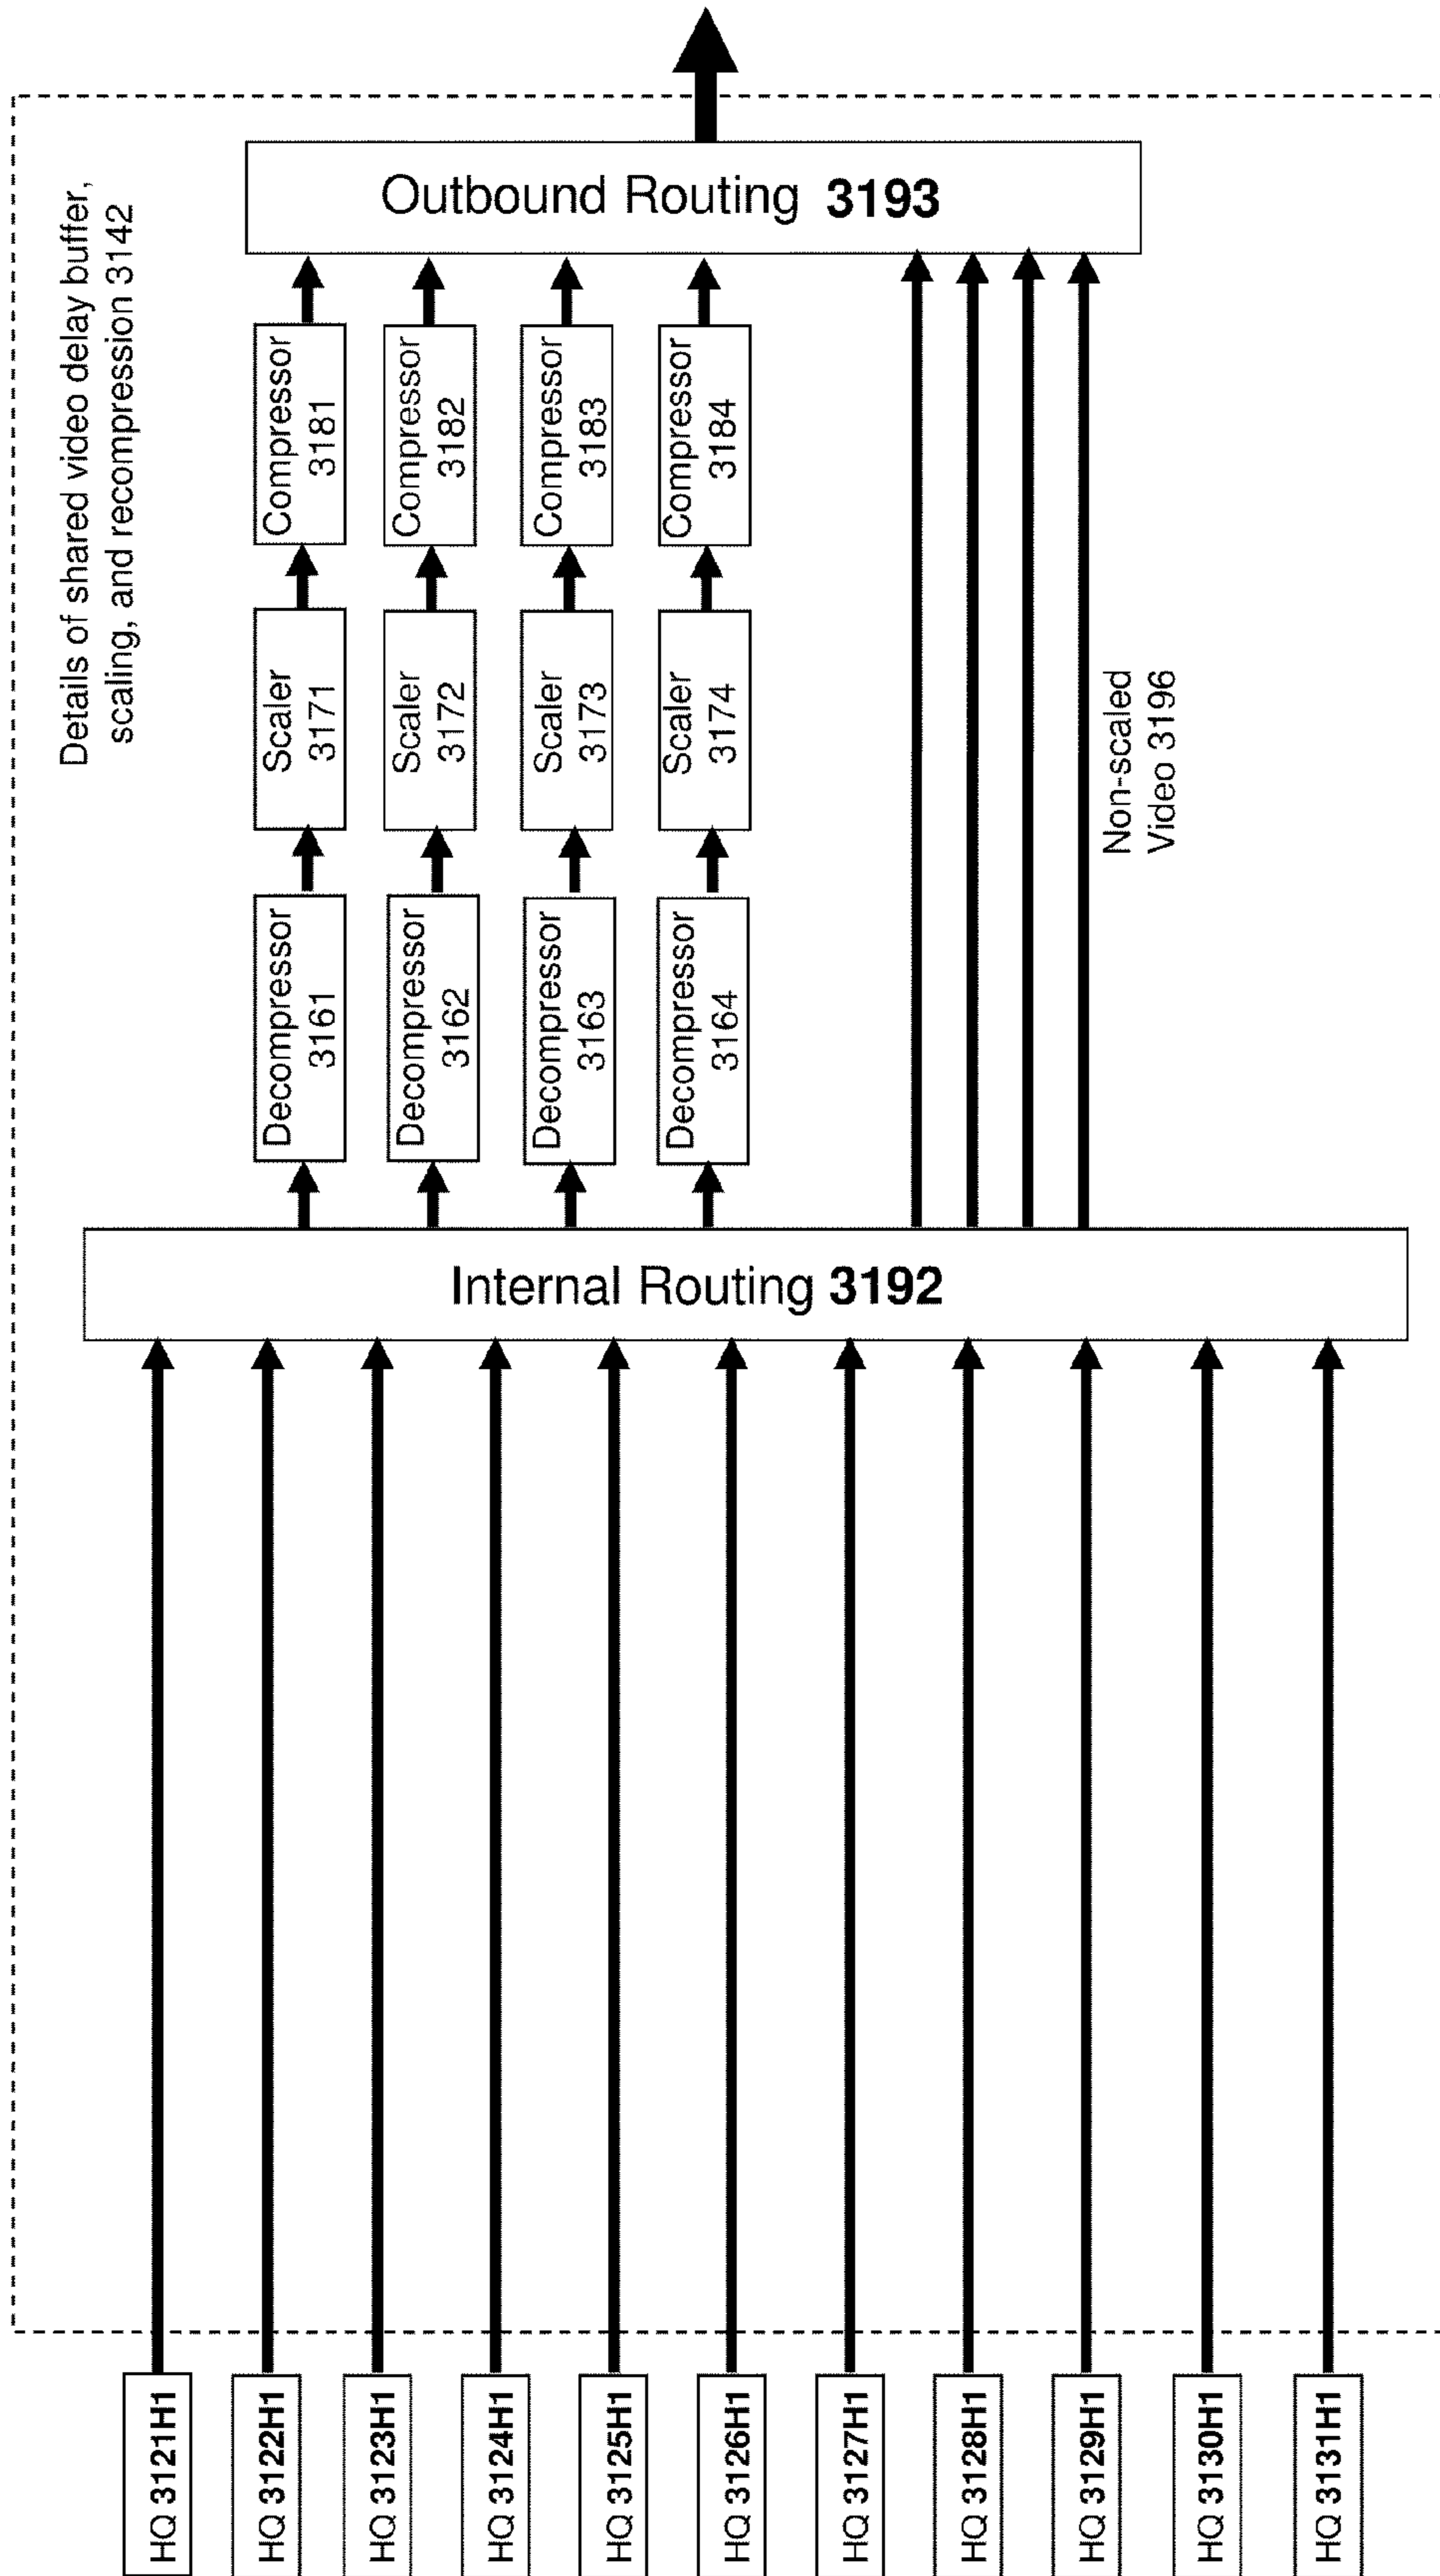 Details of shared video delay buffer,
scaling, and recompression 3142
HQ 3121H1
HQ 3122H1
HQ 3123H1
HQ 3124H1
HQ 3125H1
HQ 3126H1
HQ 3127H1
HQ 3128H1
HQ 3129H1
HQ 3130H1
HQ 3131H1
Internal Routing 3192
Decompressor
3161
Scaler
3171
Compressor
3181
Decompressor
3162
Scaler
3172
Compressor
3182
Decompressor
3163
Scaler
3173
Compressor
3183
Decompressor
3164
Scaler
3174
Compressor
3184
Non-scaled
Video 3196
Outbound Routing 3193